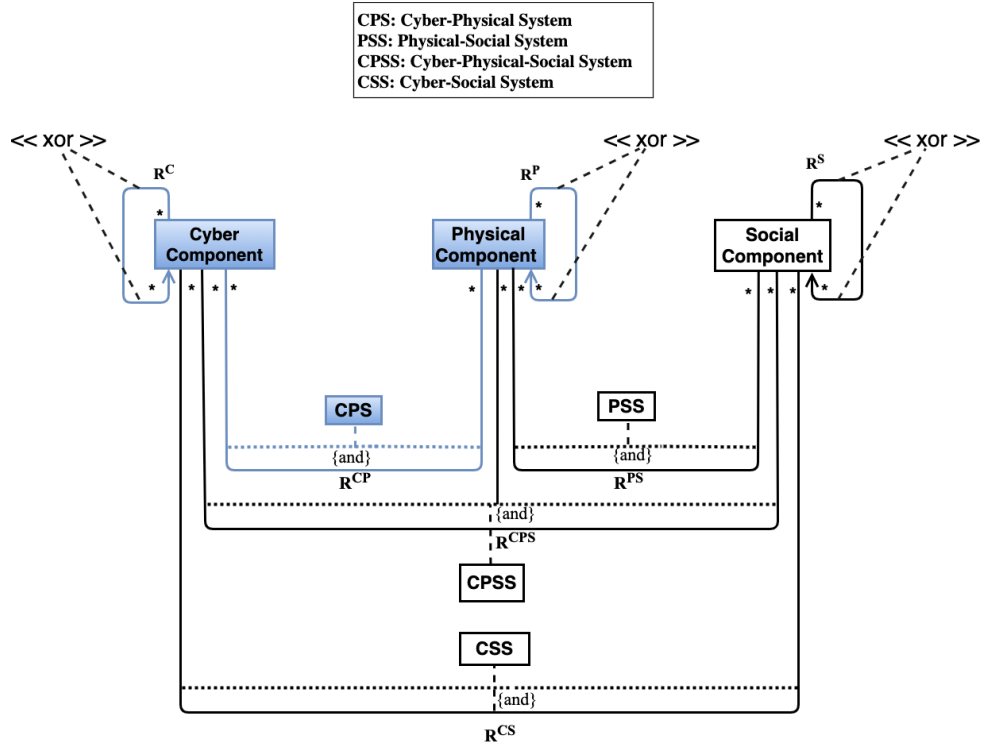 CPS: Cyber-Physical System
PSS: Physical-Social System
CPSS: Cyber-Physical-Social System
CSS: Cyber-Social System
<< xor >>
<< xor >>
<< xor >>
R^C
R^P
R^S
*
*
*
Cyber
Component
Physical
Component
Social
Component
* * * *
* * * *
* * * *
CPS
PSS
{and}
{and}
R^CP
R^PS
{and}
R^CPS
CPSS
CSS
{and}
R^CS